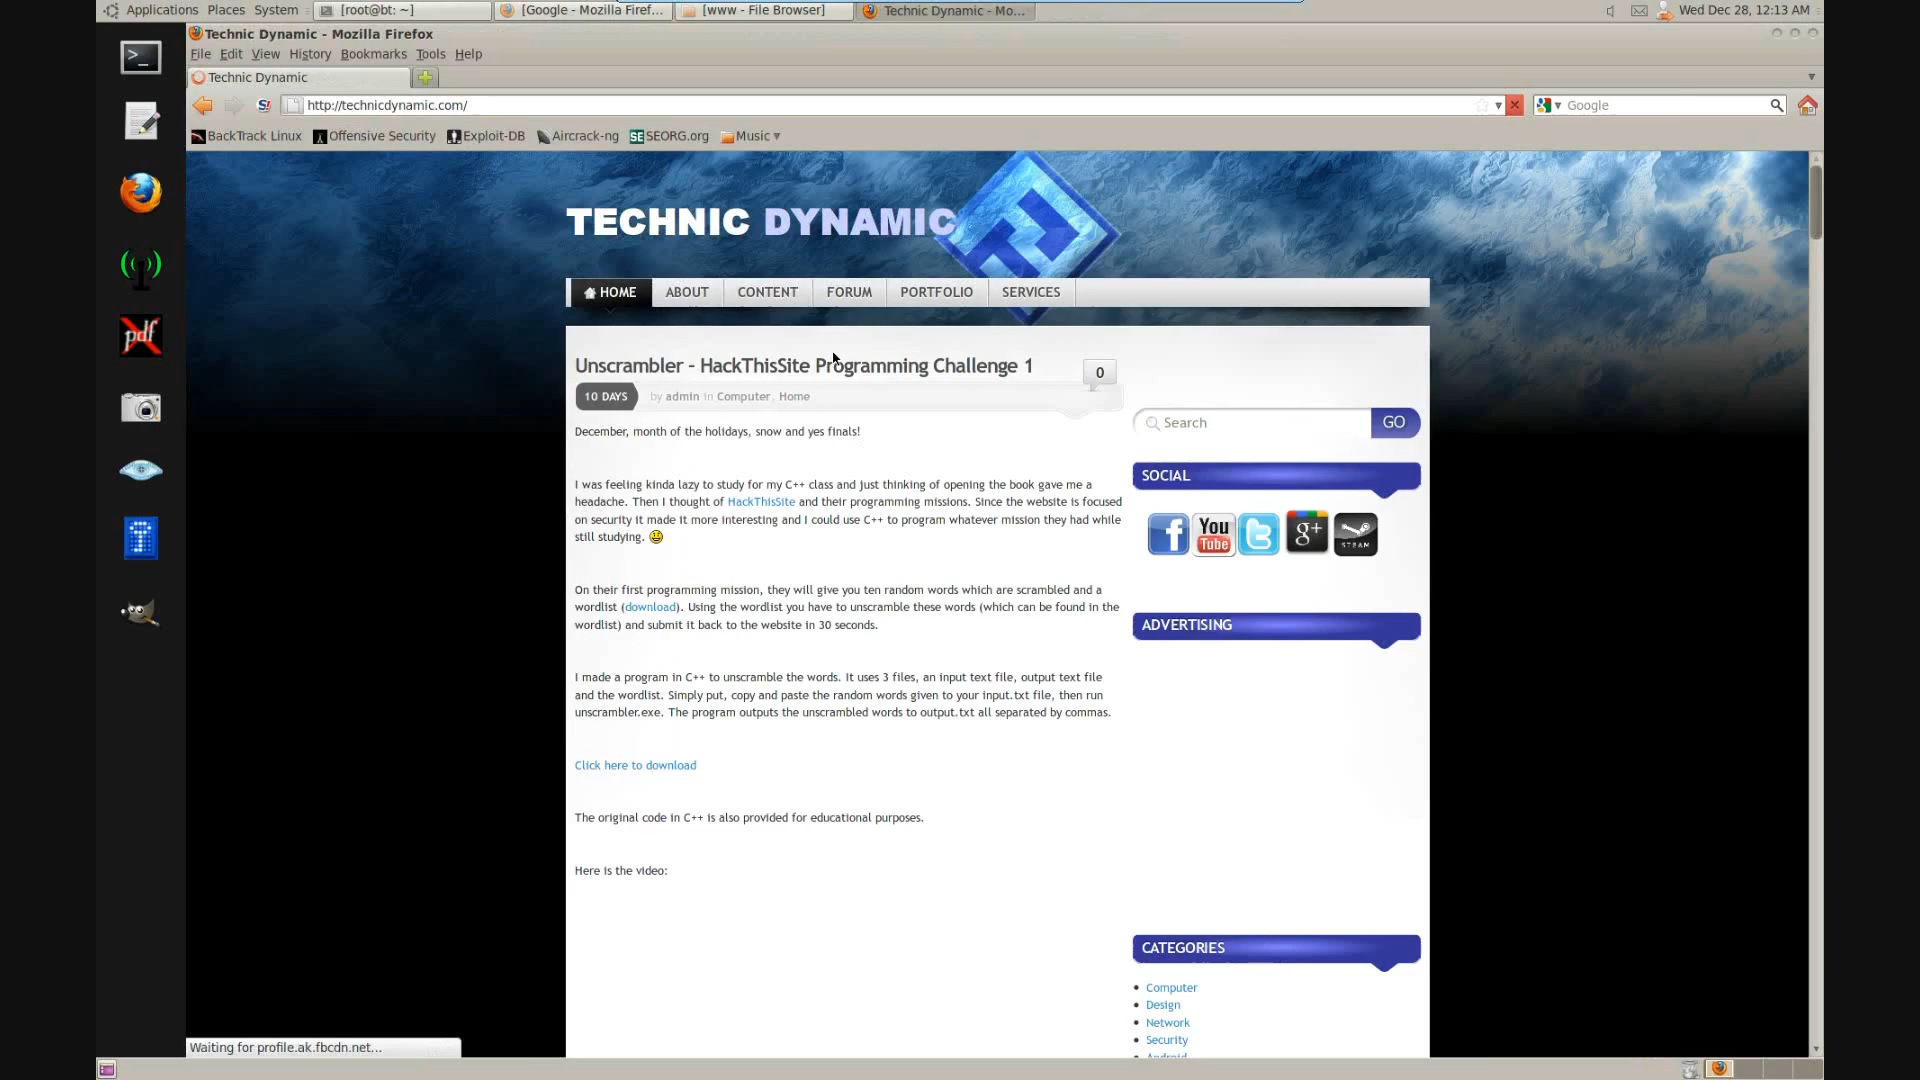 Applications Places System [root@bt: ~] [Google - Mozilla Firef... [www - File Browser] Technic Dynamic - Mo... Wed Dec 28, 12:13 AM
Technic Dynamic - Mozilla Firefox
File Edit View History Bookmarks Tools Help
Technic Dynamic
S! http://technicdynamic.com/ Google
BackTrack Linux Offensive Security Exploit-DB Aircrack-ng SE SEORG.org Music
TECHNIC DYNAMIC
HOME ABOUT CONTENT FORUM PORTFOLIO SERVICES
Unscrambler - HackThisSite Programming Challenge 1
0
10 DAYS by admin in Computer, Home
December, month of the holidays, snow and yes finals!
I was feeling kinda lazy to study for my C++ class and just thinking of opening the book gave me a
headache. Then I thought of HackThisSite and their programming missions. Since the website is focused
on security it made it more interesting and I could use C++ to program whatever mission they had while
still studying.
On their first programming mission, they will give you ten random words which are scrambled and a
wordlist (download). Using the wordlist you have to unscramble these words (which can be found in the
wordlist) and submit it back to the website in 30 seconds.
I made a program in C++ to unscramble the words. It uses 3 files, an input text file, output text file
and the wordlist. Simply put, copy and paste the random words given to your input.txt file, then run
unscrambler.exe. The program outputs the unscrambled words to output.txt all separated by commas.
Click here to download
The original code in C++ is also provided for educational purposes.
Here is the video:
Search GO
SOCIAL
f You Tube t g+ STEAM
ADVERTISING
CATEGORIES
Computer
Design
Network
Security
Android
pdf
Waiting for profile.ak.fbcdn.net...